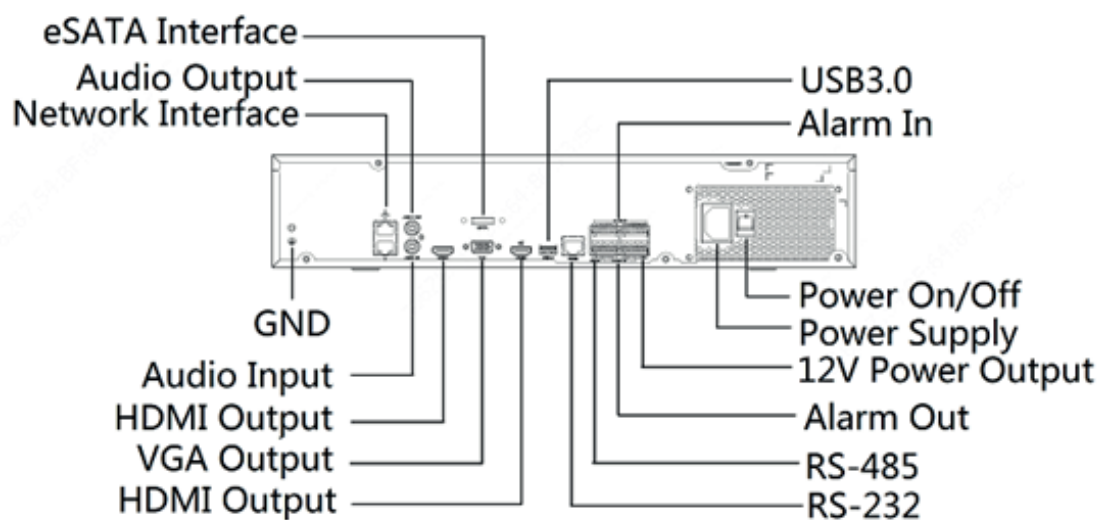 eSATA Interface
Audio Output
Network Interface
USB3.0
Alarm In
GND
Audio Input
HDMI Output
VGA Output
HDMI Output
Power On/Off
Power Supply
12V Power Output
Alarm Out
RS-485
RS-232